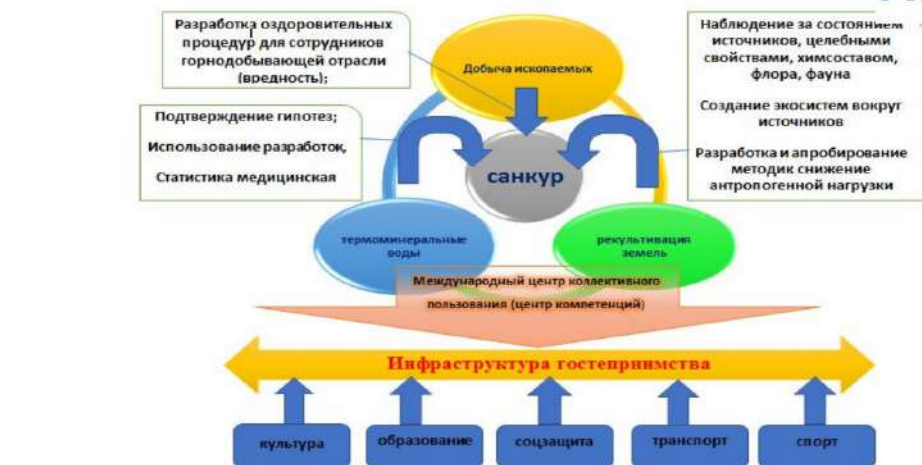 Разработка оздоровительных
процедур для сотрудников
горнодобывающей отрасли
(вредность);
Добыча ископаемых
Наблюдение за состоянием
источников, целебными
свойствами, химсоставом,
флора, фауна
Создание экосистем вокруг
источников
Разработка и апробирование
методик снижение
антропогенной нагрузки
Подтверждение гипотез;
Использование разработок,
Статистика медицинская
санкур
термоминеральные
воды
рекультивация
земель
Международный центр коллективного
пользования (центр компетенций)
Инфраструктура гостеприимства
культура
образование
соцзащита
транспорт
спорт